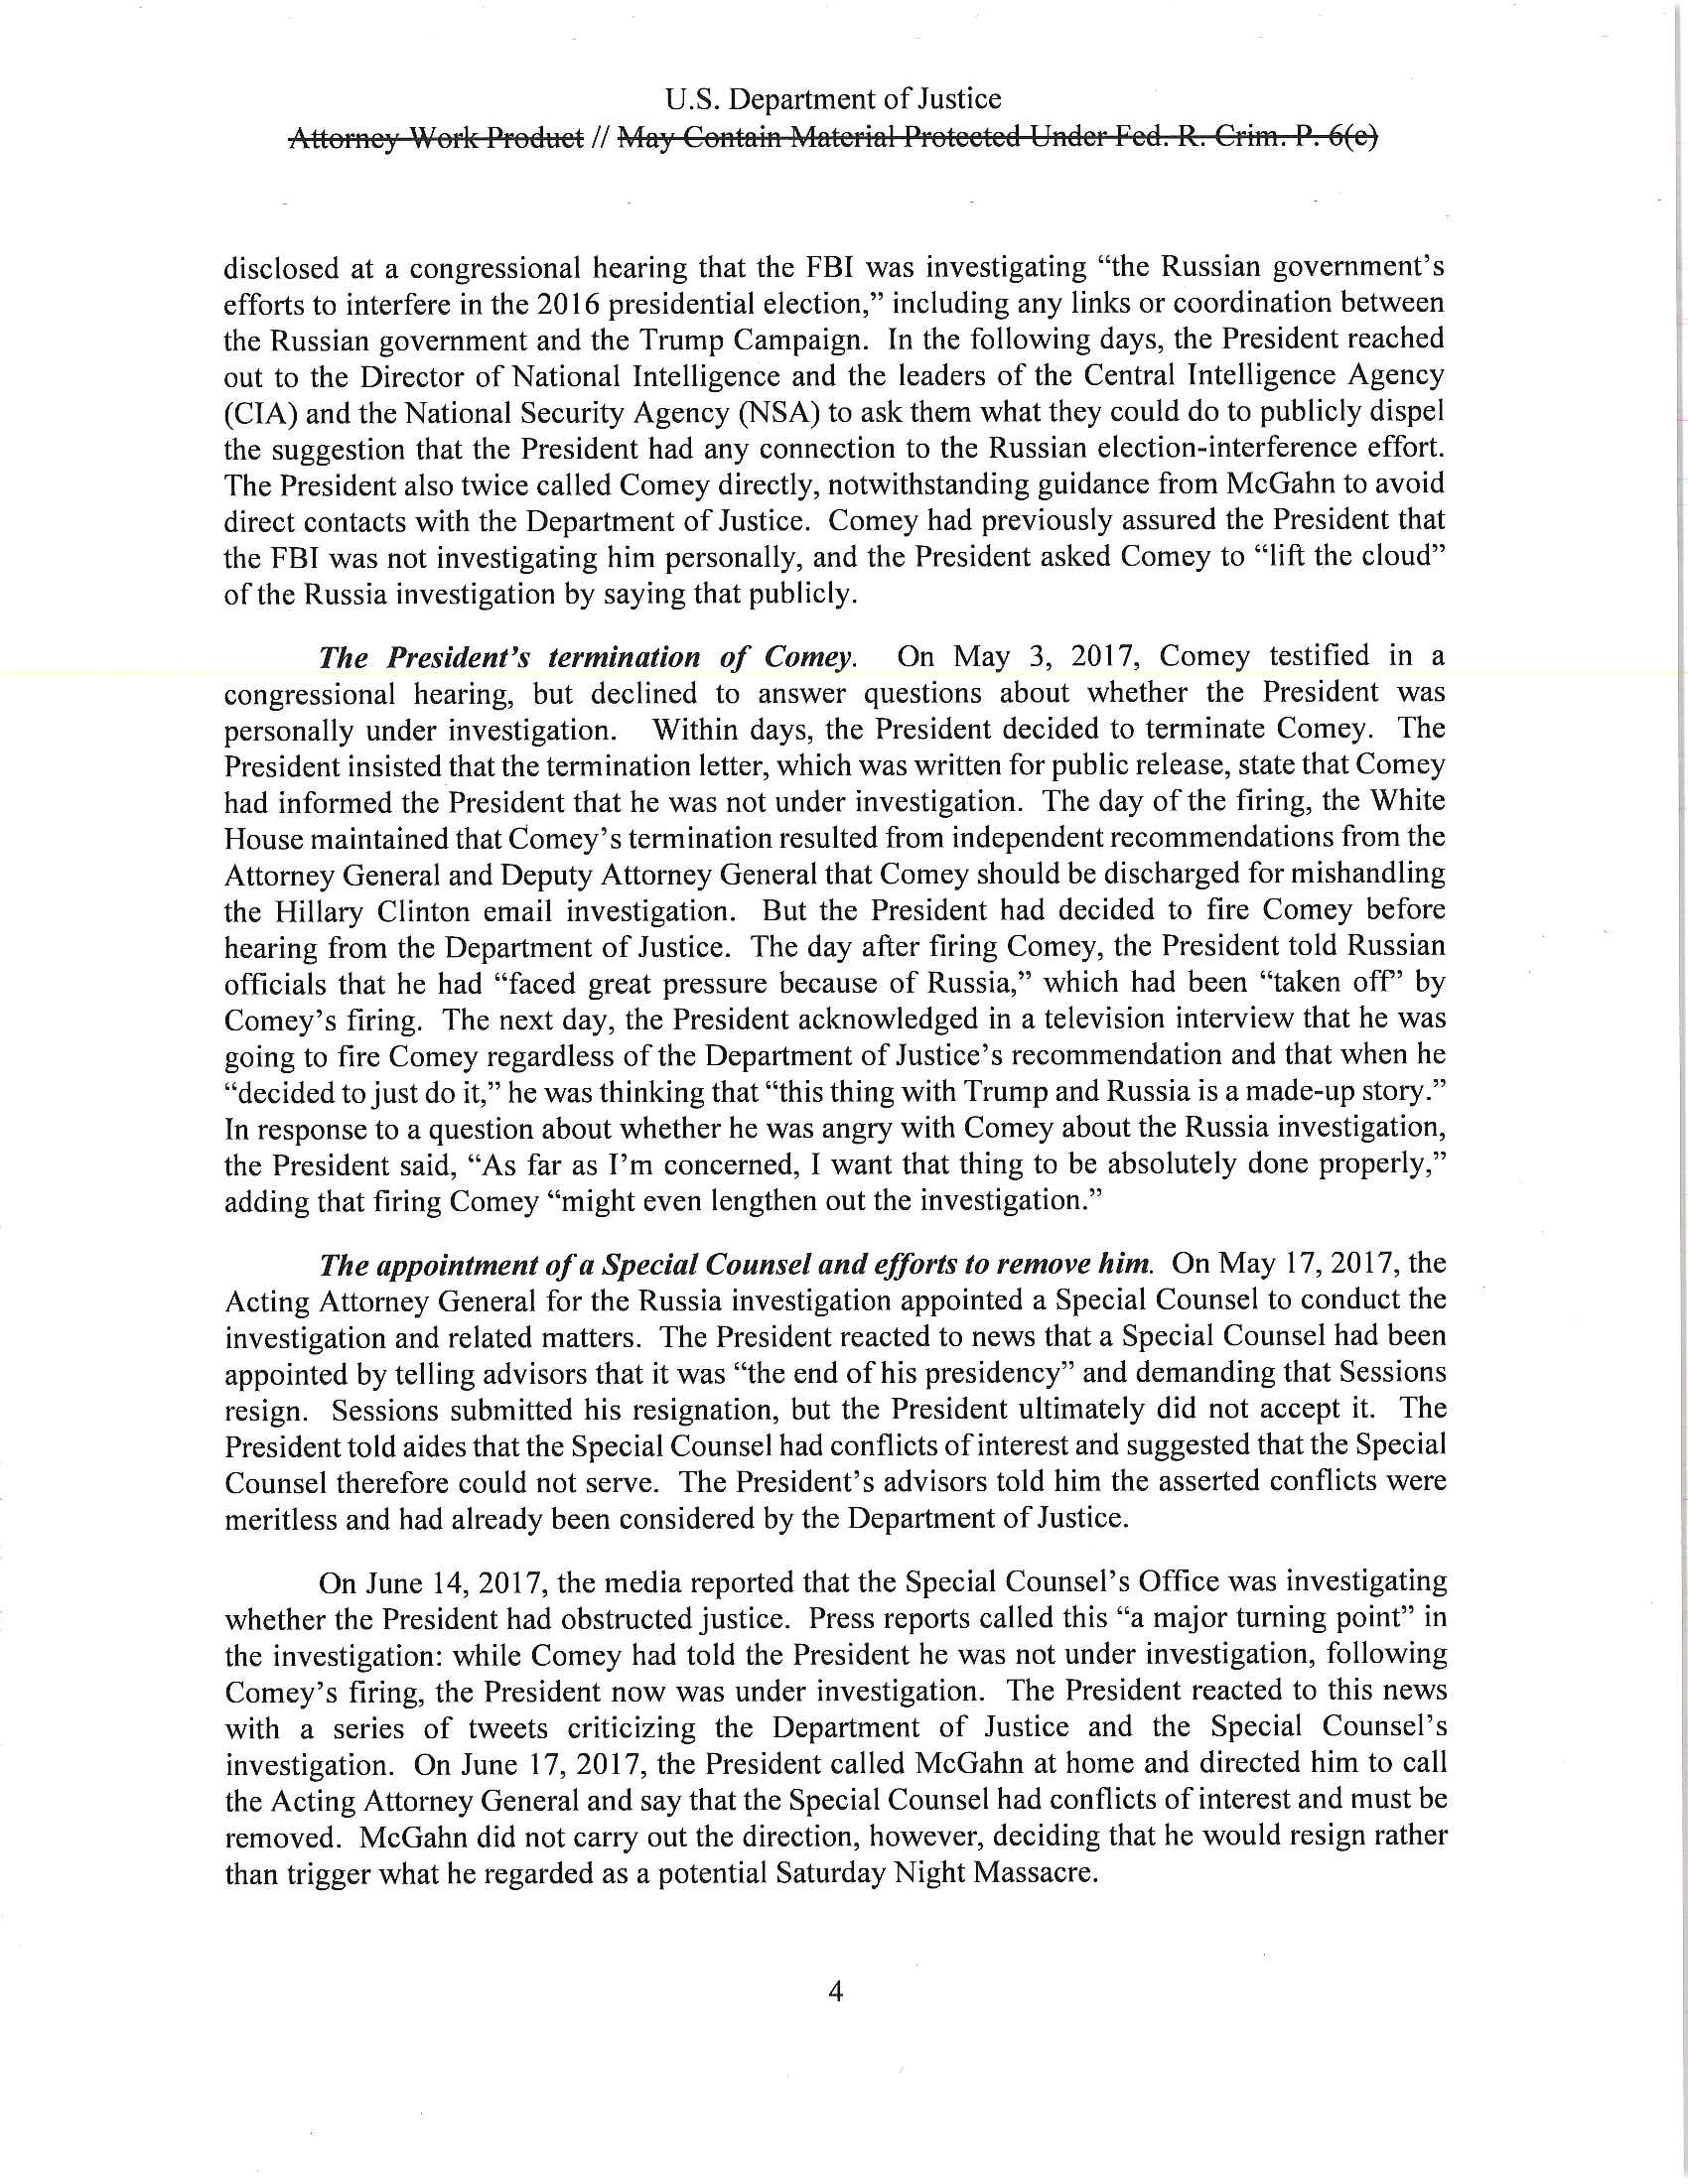 U.S. Department of Justice
Attorney Work Product // May Contain Material Protected Under Fed. R. Crim. P. 6(e)
disclosed at a congressional hearing that the FBI was investigating “the Russian government’s
efforts to interfere in the 2016 presidential election,” including any links or coordination between
the Russian government and the Trump Campaign. In the following days, the President reached
out to the Director of National Intelligence and the leaders of the Central Intelligence Agency
(CIA) and the National Security Agency (NSA) to ask them what they could do to publicly dispel
the suggestion that the President had any connection to the Russian election-interference effort.
The President also twice called Comey directly, notwithstanding guidance from McGahn to avoid
direct contacts with the Department of Justice. Comey had previously assured the President that
the FBI was not investigating him personally, and the President asked Comey to “lift the cloud”
of the Russia investigation by saying that publicly.
The President’s termination of Comey. On May 3, 2017, Comey testified in a
congressional hearing, but declined to answer questions about whether the President was
personally under investigation. Within days, the President decided to terminate Comey. The
President insisted that the termination letter, which was written for public release, state that Comey
had informed the President that he was not under investigation. The day of the firing, the White
House maintained that Comey’s termination resulted from independent recommendations from the
Attorney General and Deputy Attorney General that Comey should be discharged for mishandling
the Hillary Clinton email investigation. But the President had decided to fire Comey before
hearing from the Department of Justice. The day after firing Comey, the President told Russian
officials that he had “faced great pressure because of Russia,” which had been “taken off” by
Comey’s firing. The next day, the President acknowledged in a television interview that he was
going to fire Comey regardless of the Department of Justice’s recommendation and that when he
“decided to just do it,” he was thinking that “this thing with Trump and Russia is a made-up story.”
In response to a question about whether he was angry with Comey about the Russia investigation,
the President said, “As far as I’m concerned, I want that thing to be absolutely done properly,”
adding that firing Comey “might even lengthen out the investigation.”
The appointment of a Special Counsel and efforts to remove him. On May 17, 2017, the
Acting Attorney General for the Russia investigation appointed a Special Counsel to conduct the
investigation and related matters. The President reacted to news that a Special Counsel had been
appointed by telling advisors that it was “the end of his presidency” and demanding that Sessions
resign. Sessions submitted his resignation, but the President ultimately did not accept it. The
President told aides that the Special Counsel had conflicts of interest and suggested that the Special
Counsel therefore could not serve. The President’s advisors told him the asserted conflicts were
meritless and had already been considered by the Department of Justice.
On June 14, 2017, the media reported that the Special Counsel’s Office was investigating
whether the President had obstructed justice. Press reports called this “a major turning point” in
the investigation: while Comey had told the President he was not under investigation, following
Comey’s firing, the President now was under investigation. The President reacted to this news
with a series of tweets criticizing the Department of Justice and the Special Counsel’s
investigation. On June 17, 2017, the President called McGahn at home and directed him to call
the Acting Attorney General and say that the Special Counsel had conflicts of interest and must be
removed. McGahn did not carry out the direction, however, deciding that he would resign rather
than trigger what he regarded as a potential Saturday Night Massacre.
4